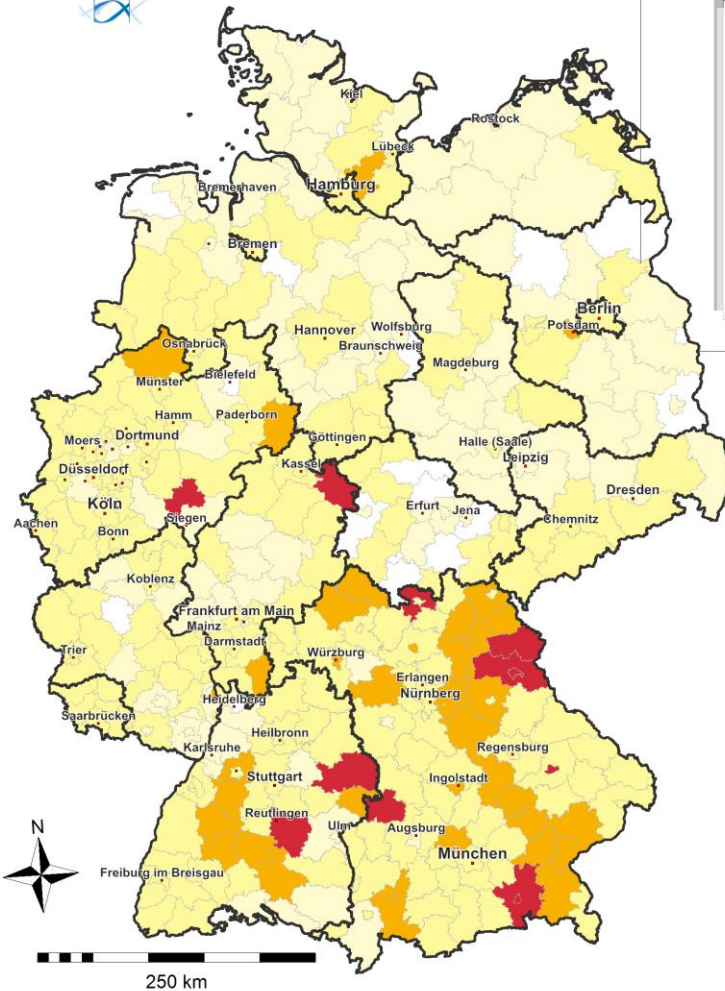 Kiel
Rostock
Lübeck
Hamburg
Bremerhaven
Bremen
Berlin
Potsdam
Hannover
Wolfsburg
Braunschweig
Osnabrück
Münster
Bielefeld
Magdeburg
Hamm
Paderborn
Moers
Dortmund
Göttingen
Halle (Saale)
Leipzig
Düsseldorf
Kassel
Dresden
Köln
Siegen
Erfurt
Jena
Aachen
Bonn
Chemnitz
Koblenz
Frankfurt am Main
Mainz
Darmstadt
Trier
Würzburg
Erlangen
Nürnberg
Heidelberg
Saarbrücken
Heilbronn
Karlsruhe
Regensburg
Stuttgart
Ingolstadt
Reutlingen
Ulm
Augsburg
München
N
Freiburg im Breisgau
250 km